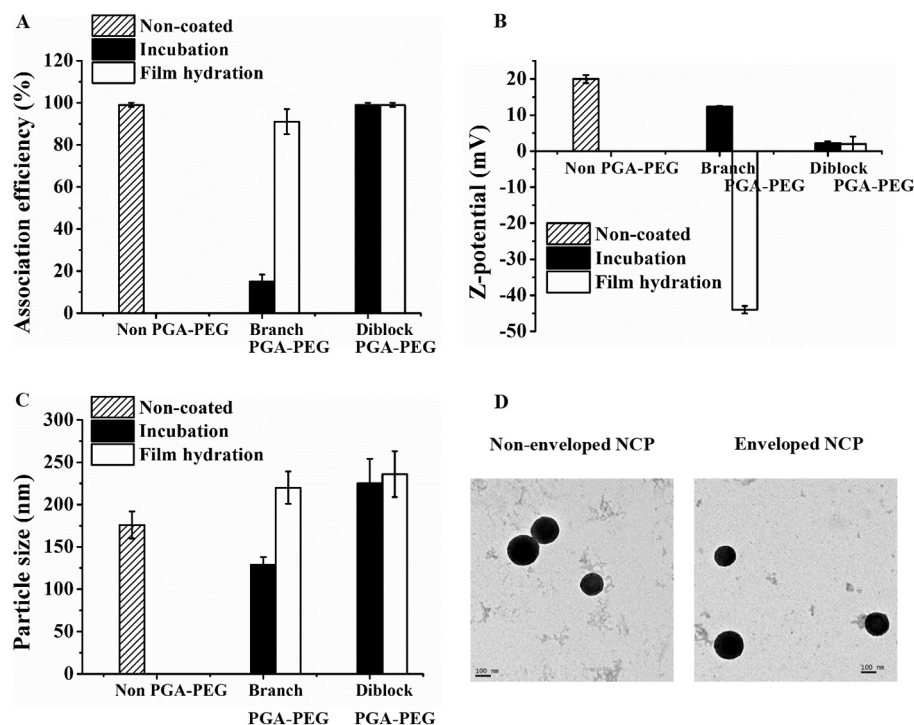 A
Non-coated
Incubation
Film hydration
Association efficiency (%)
120
100
80
60
40
20
0
Non PGA-PEG
Branch
PGA-PEG
Diblock
PGA-PEG
B
Z-potential (mV)
20
10
0
-10
-20
-30
-40
-50
Non PGA-PEG
Branch
PGA-PEG
Diblock
PGA-PEG
Non-coated
Incubation
Film hydration
C
Non-coated
Incubation
Film hydration
Particle size (nm)
300
250
200
150
100
50
0
Non PGA-PEG
Branch
PGA-PEG
Diblock
PGA-PEG
D
Non-enveloped NCP
Enveloped NCP
100 nm
100 nm